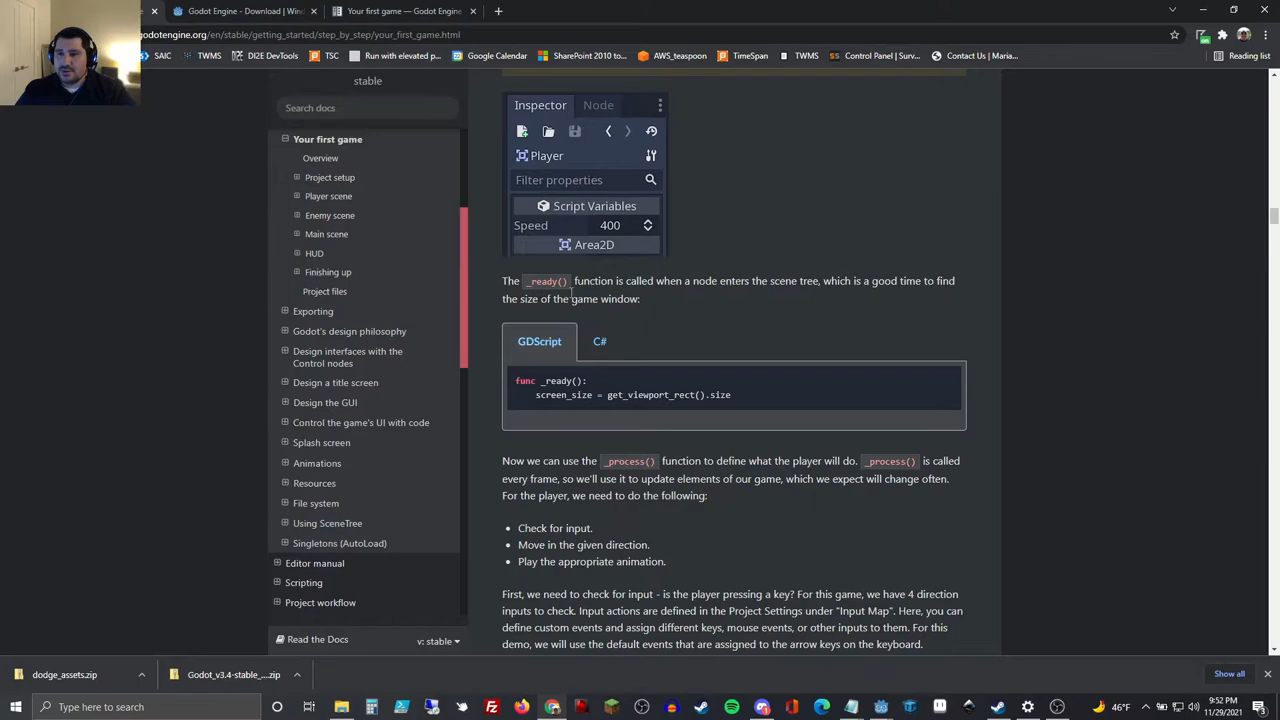 Godot Engine - Download | Wind
Your first game — Godot Engine
godotengine.org/en/stable/getting_started/step_by_step/your_first_game.html
SAIC
TWMS
DI2E DevTools
TSC
Run with elevated p...
Google Calendar
SharePoint 2010 to...
AWS_teaspoon
TimeSpan
TWMS
Control Panel | Surv...
Contact Us | Maria...
Reading list
stable
Search docs
Your first game
Overview
Project setup
Player scene
Enemy scene
Main scene
HUD
Finishing up
Project files
Exporting
Godot's design philosophy
Design interfaces with the
Control nodes
Design a title screen
Design the GUI
Control the game's UI with code
Splash screen
Animations
Resources
File system
Using SceneTree
Singletons (AutoLoad)
Editor manual
Scripting
Project workflow
Read the Docs
v: stable
Inspector
Node
Player
Filter properties
Script Variables
Speed 400
Area2D
The _ready() function is called when a node enters the scene tree, which is a good time to find
the size of the game window:
GDScript
C#
func _ready():
screen_size = get_viewport_rect().size
Now we can use the _process() function to define what the player will do. _process() is called
every frame, so we'll use it to update elements of our game, which we expect will change often.
For the player, we need to do the following:
• Check for input.
• Move in the given direction.
• Play the appropriate animation.
First, we need to check for input - is the player pressing a key? For this game, we have 4 direction
inputs to check. Input actions are defined in the Project Settings under "Input Map". Here, you can
define custom events and assign different keys, mouse events, or other inputs to them. For this
demo, we will use the default events that are assigned to the arrow keys on the keyboard.
dodge_assets.zip
Godot_v3.4-stable_....zip
Show all
Type here to search
46°F
9:52 PM
11/29/2021